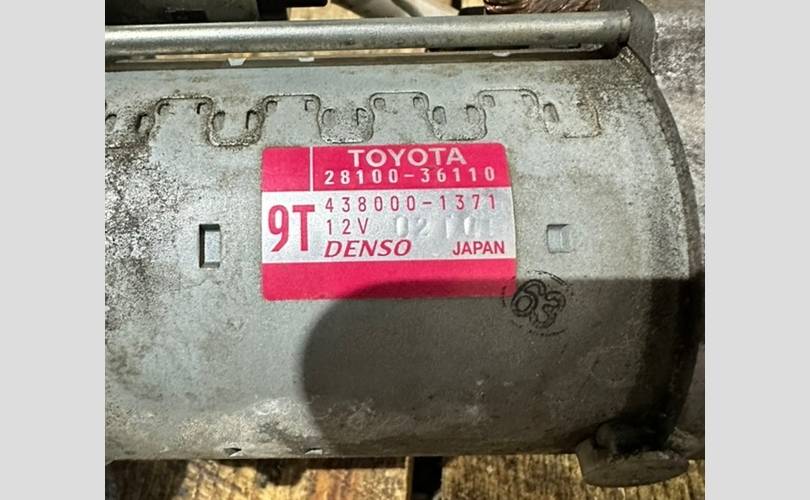 TOYOTA
28100-36110
9T
438000-1371
12V
DENSO JAPAN
63